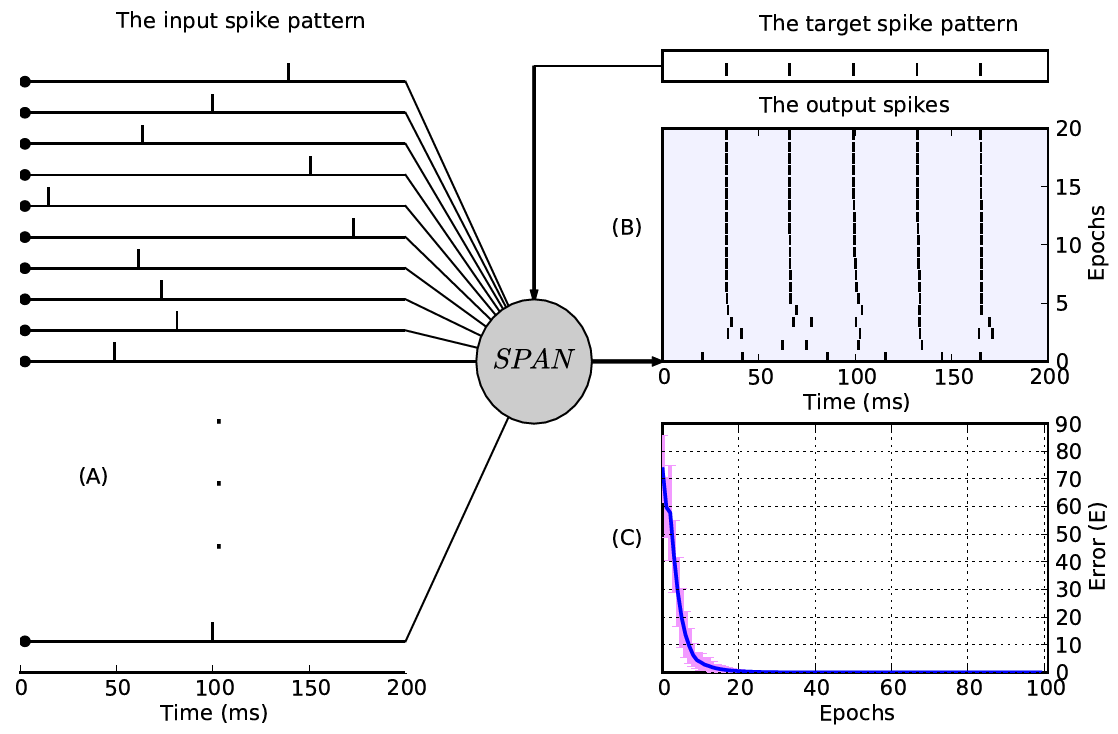 The input spike pattern
The target spike pattern
The output spikes
20
15
10
5
0
Epochs
(B)
0 50 100 150 200
Time (ms)
SPAN
(A)
0 50 100 150 200
Time (ms)
90
80
70
60
50
40
30
20
10
0
Error (E)
(C)
0 20 40 60 80 100
Epochs